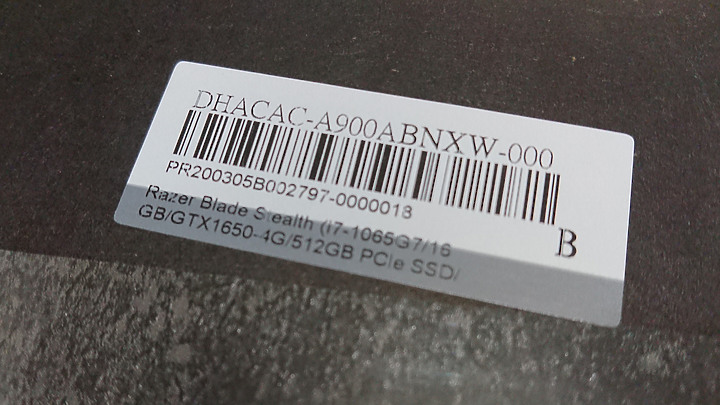 DHACAC-A900ABNXW-000
PR200305B002797-0000018
Razer Blade Stealth (i7-1065G7/16
GB/GTX1650-4G/512GB PCIe SSD/
B